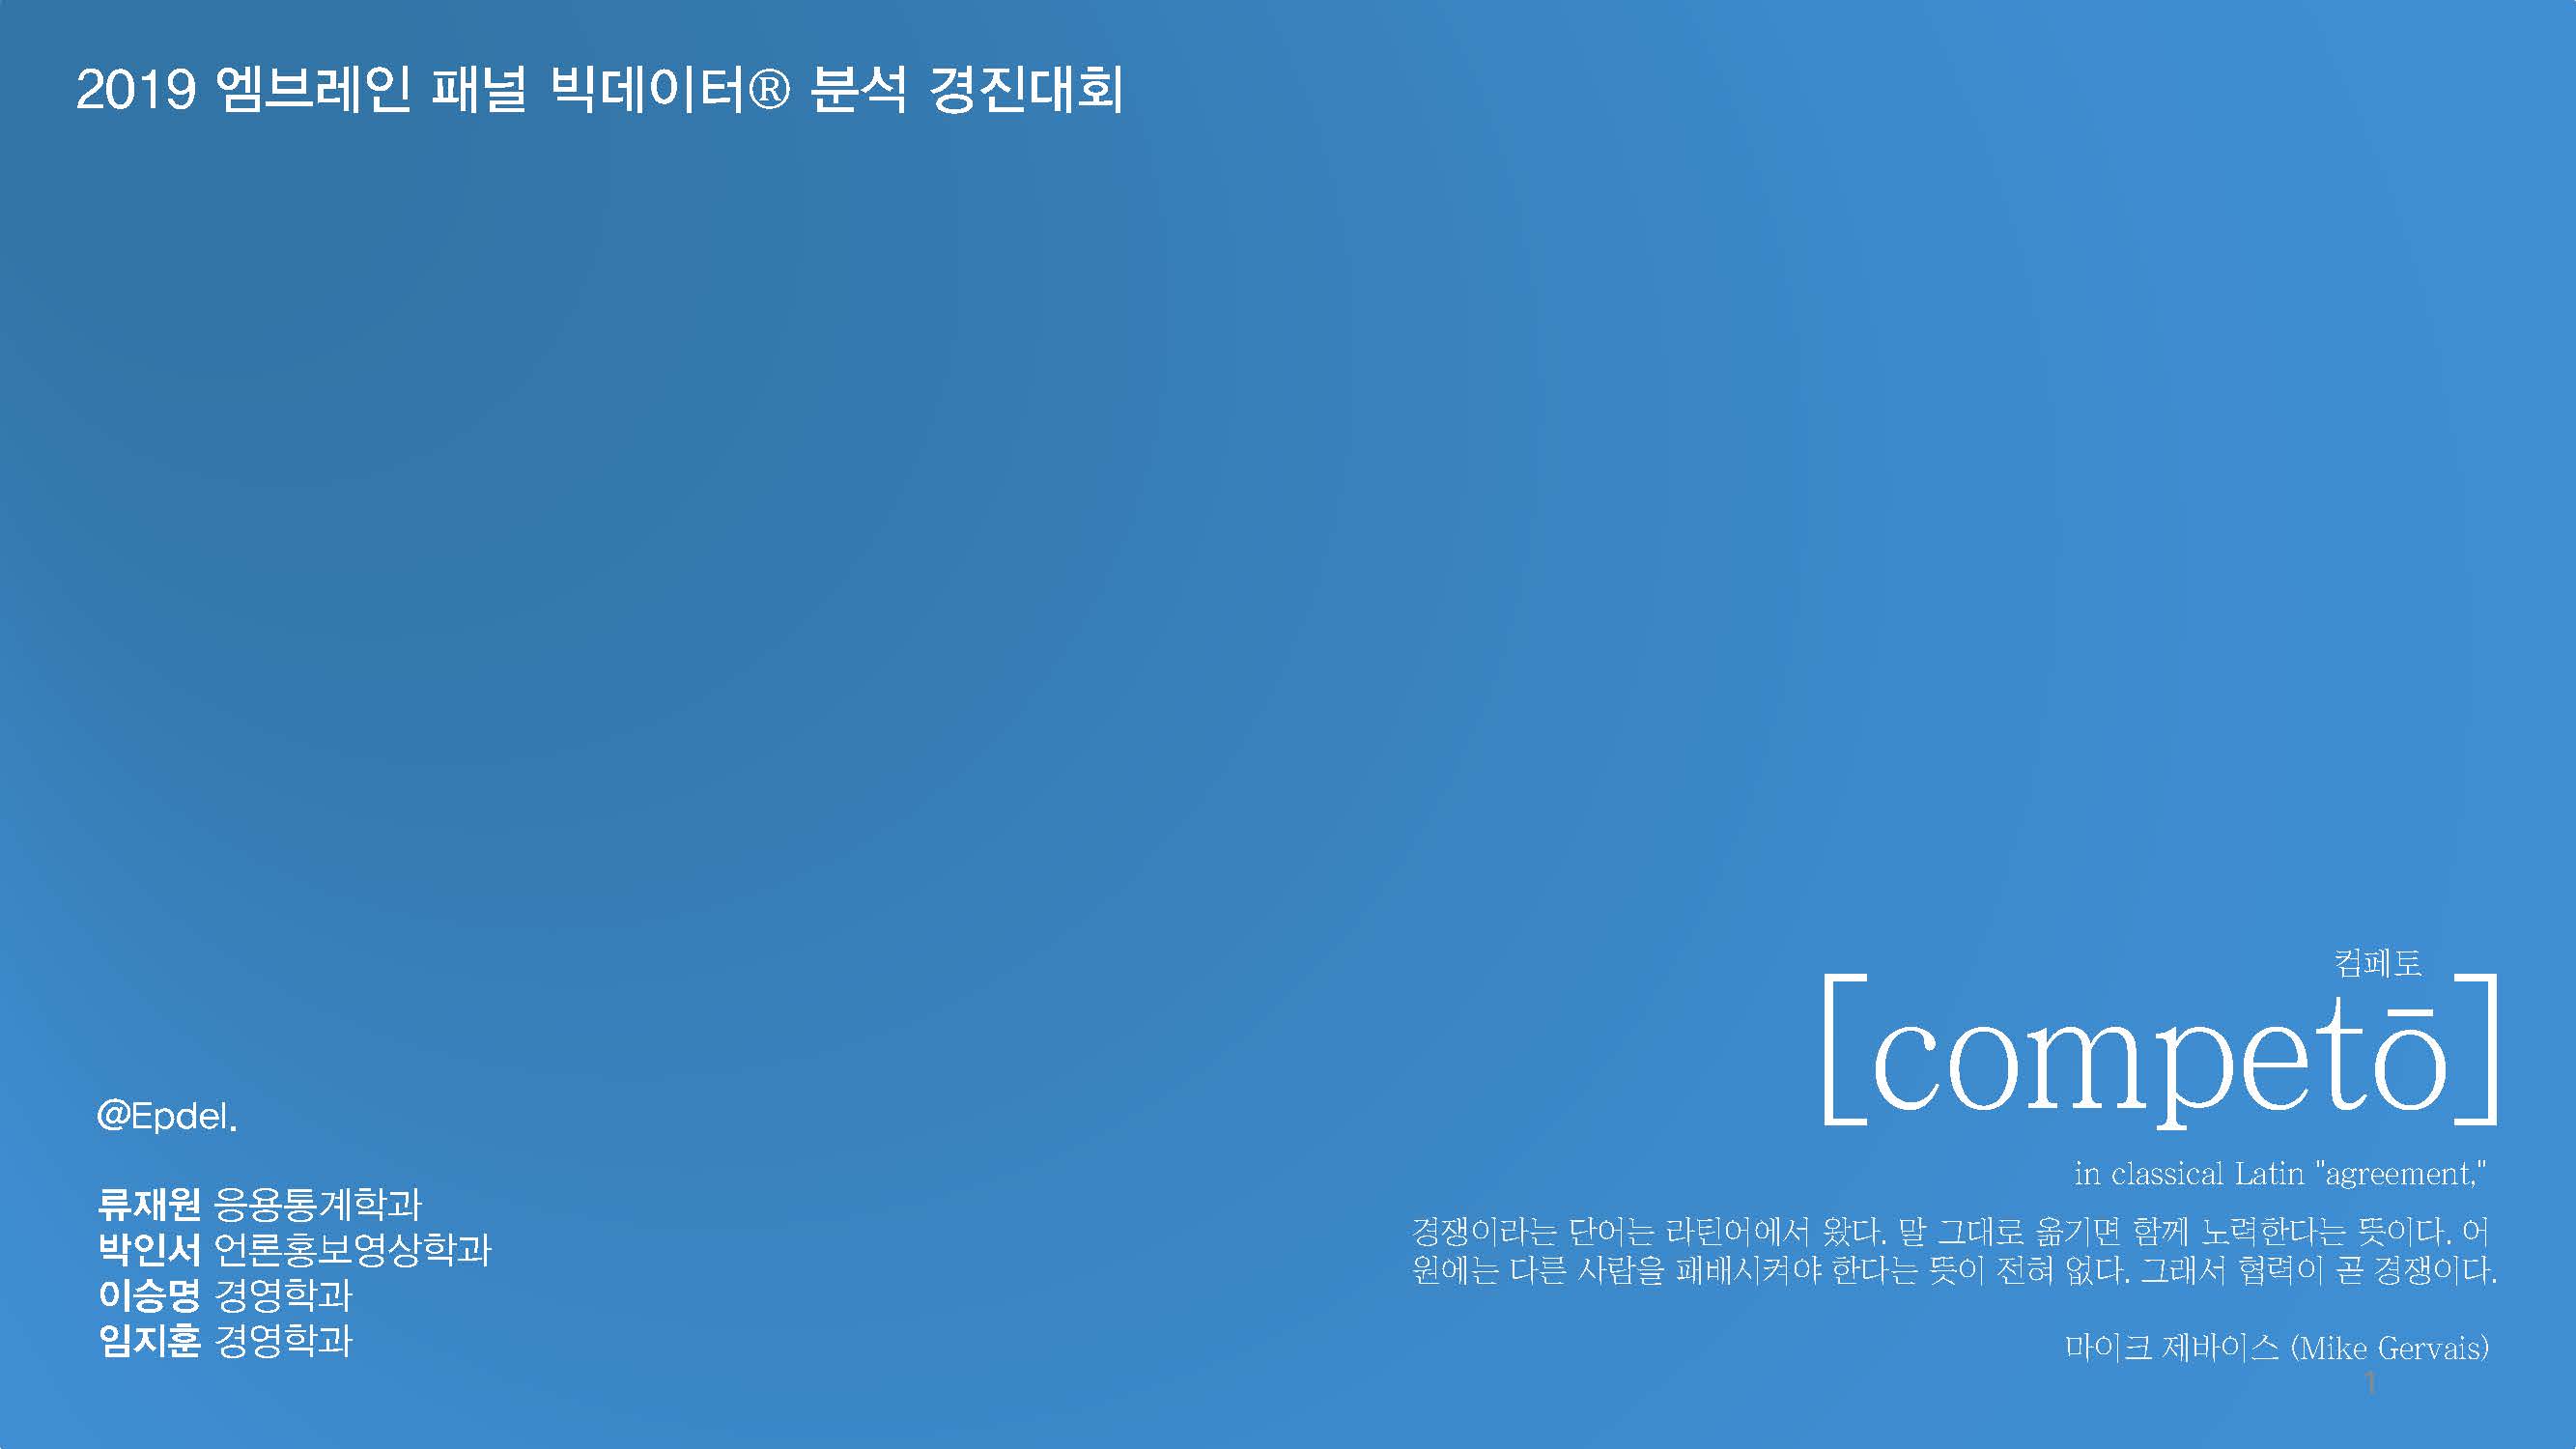 2019 엠브레인 패널 빅데이터® 분석 경진대회
컴페토
[competō]
@Epdel.
in classical Latin "agreement,"
류재원 응용통계학과
박인서 언론홍보영상학과
이승명 경영학과
임지훈 경영학과
경쟁이라는 단어는 라틴어에서 왔다. 말 그대로 옮기면 함께 노력한다는 뜻이다. 어
원에는 다른 사람을 패배시켜야 한다는 뜻이 전혀 없다. 그래서 협력이 곧 경쟁이다.
마이크 제바이스 (Mike Gervais)
1